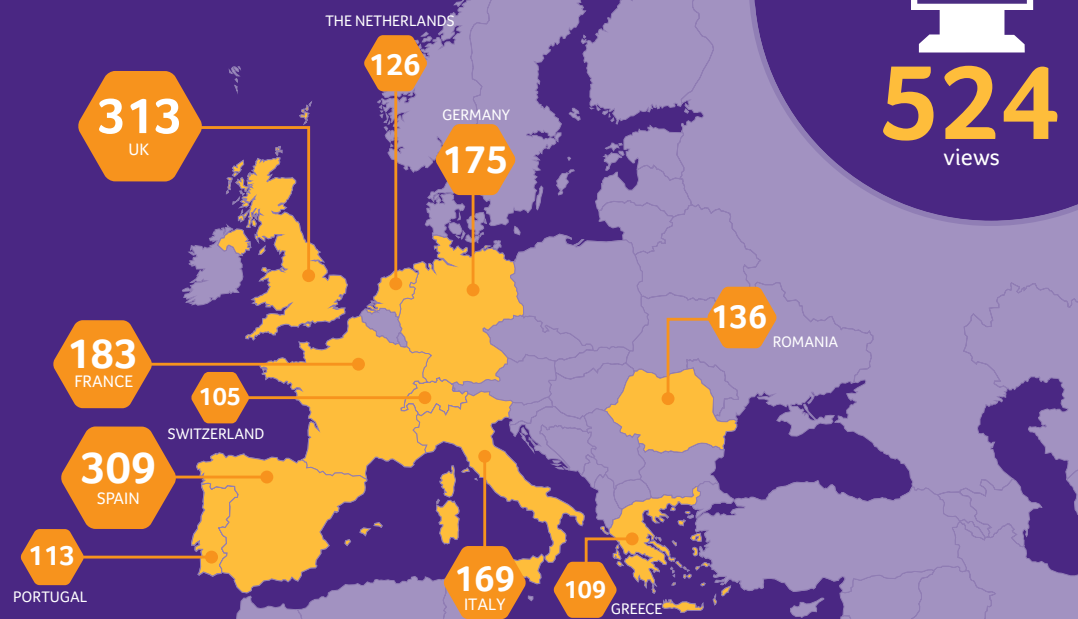 THE NETHERLANDS
126
313
UK
GERMANY
175
524
views
183
FRANCE
105
SWITZERLAND
136
ROMANIA
309
SPAIN
113
PORTUGAL
169
ITALY
109
GREECE